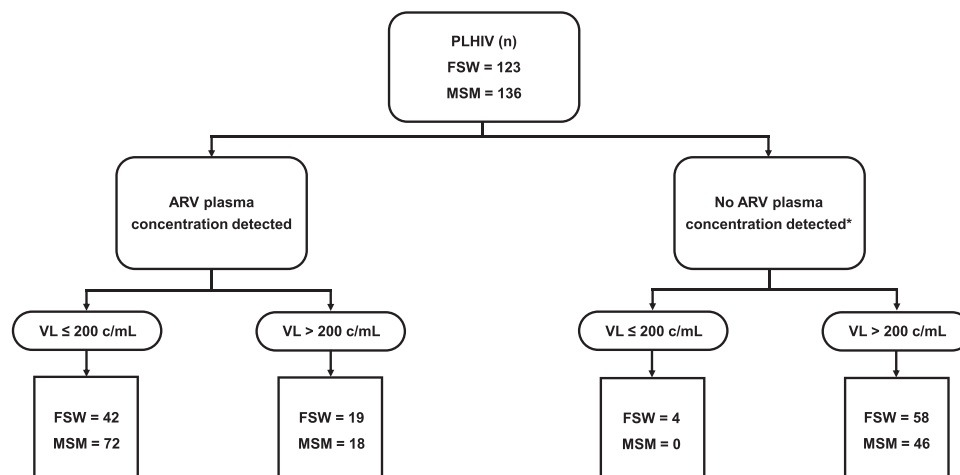 PLHIV (n)
FSW = 123
MSM = 136
ARV plasma
concentration detected
No ARV plasma
concentration detected*
VL ≤ 200 c/mL
VL > 200 c/mL
VL ≤ 200 c/mL
VL > 200 c/mL
FSW = 42
MSM = 72
FSW = 19
MSM = 18
FSW = 4
MSM = 0
FSW = 58
MSM = 46